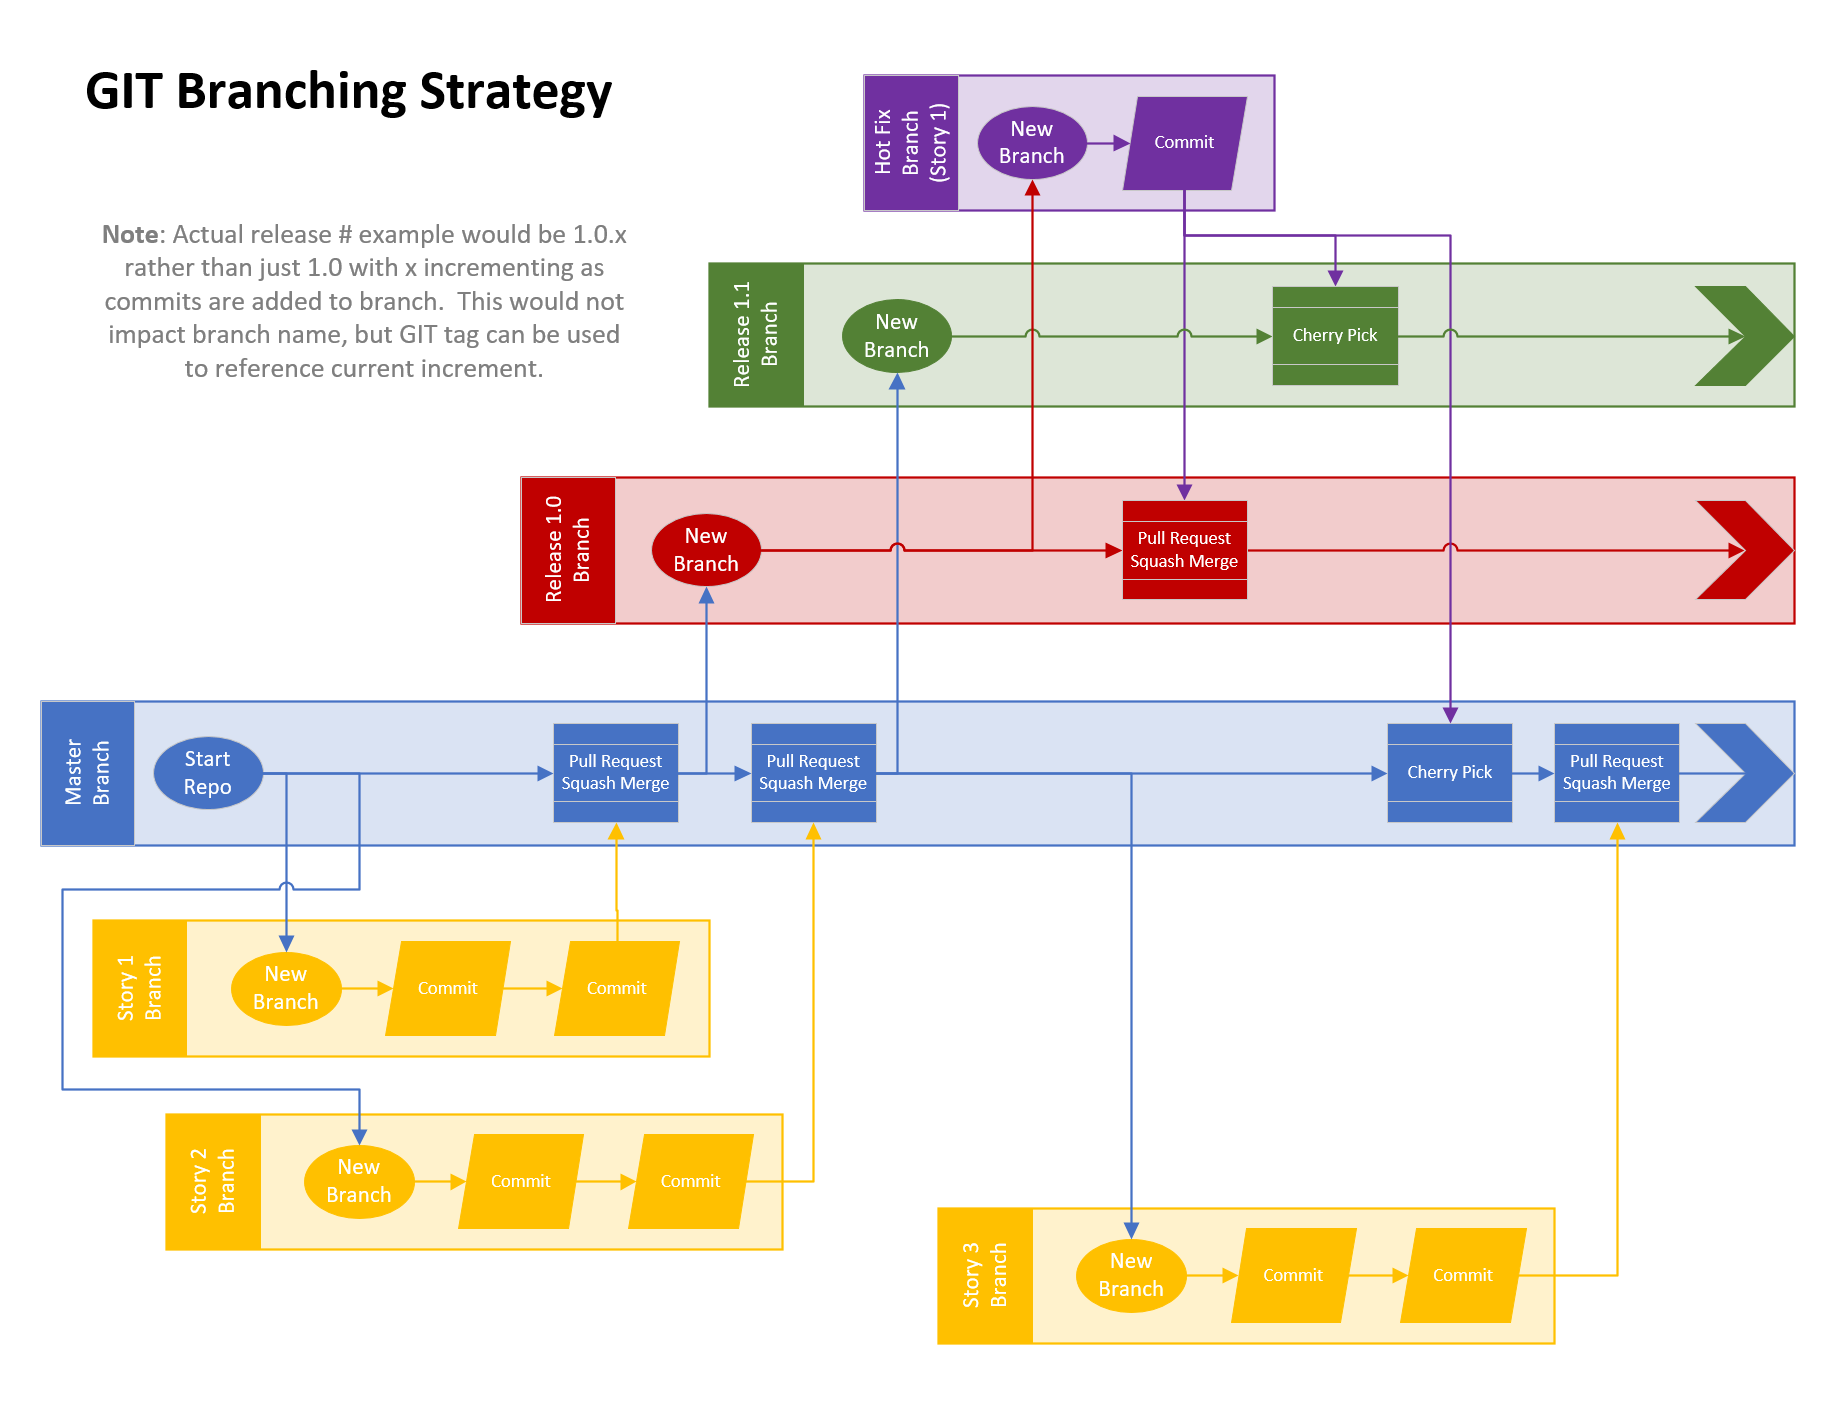 GIT Branching Strategy
Note: Actual release # example would be 1.0.x
rather than just 1.0 with x incrementing as
commits are added to branch.  This would not
impact branch name, but GIT tag can be used
to reference current increment.
Hot Fix
Branch
(Story 1)
New
Branch
Commit
Release 1.1
Branch
New
Branch
Cherry Pick
Release 1.0
Branch
New
Branch
Pull Request
Squash Merge
Master
Branch
Start
Repo
Pull Request
Squash Merge
Pull Request
Squash Merge
Cherry Pick
Pull Request
Squash Merge
Story 1
Branch
New
Branch
Commit
Commit
Story 2
Branch
New
Branch
Commit
Commit
Story 3
Branch
New
Branch
Commit
Commit